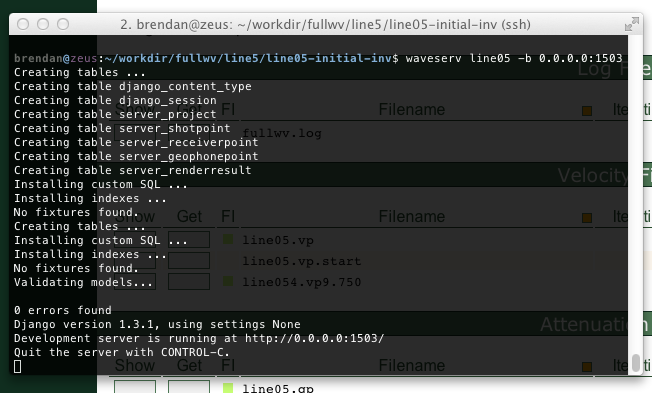 2. brendan@zeus: ~/workdir/fullwv/line5/line05-initial-inv (ssh)
brendan@zeus:~/workdir/fullwv/line5/line05-initial-inv$ waveserv line05 -b 0.0.0.0:1503
Creating tables ...
Creating table django_content_type
Creating table django_session
Creating table server_project
Creating table server_shotpoint
Creating table server_receiverpoint
Creating table server_geophonepoint
Creating table server_renderresult
Installing custom SQL ...
Installing indexes ...
No fixtures found.
Creating tables ...
Installing custom SQL ...
Installing indexes ...
No fixtures found.
Validating models...
0 errors found
Django version 1.3.1, using settings None
Development server is running at http://0.0.0.0:1503/
Quit the server with CONTROL-C.
Log File
Show Get Fl Filename
fullwv.log
Velocity Fi
Show Get Fl Filename
line05.vp
line05.vp.start
line054.vp9.750
Attenuation
Show Get Fl Filename
line05.qp